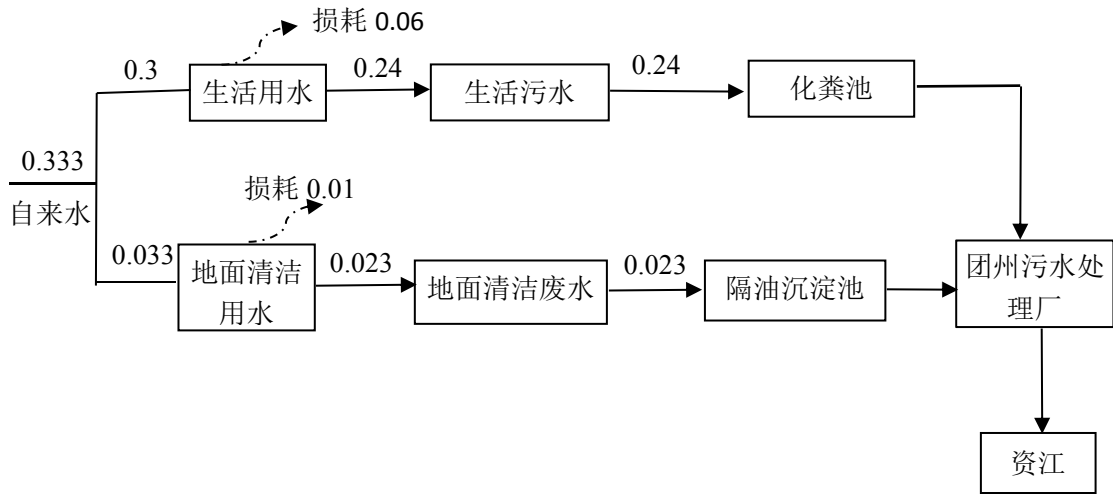 损耗 0.06
0.3
生活用水
0.24
生活污水
0.24
化粪池
0.333
自来水
损耗 0.01
0.033
地面清洁
用水
0.023
地面清洁废水
0.023
隔油沉淀池
团州污水处
理厂
资江